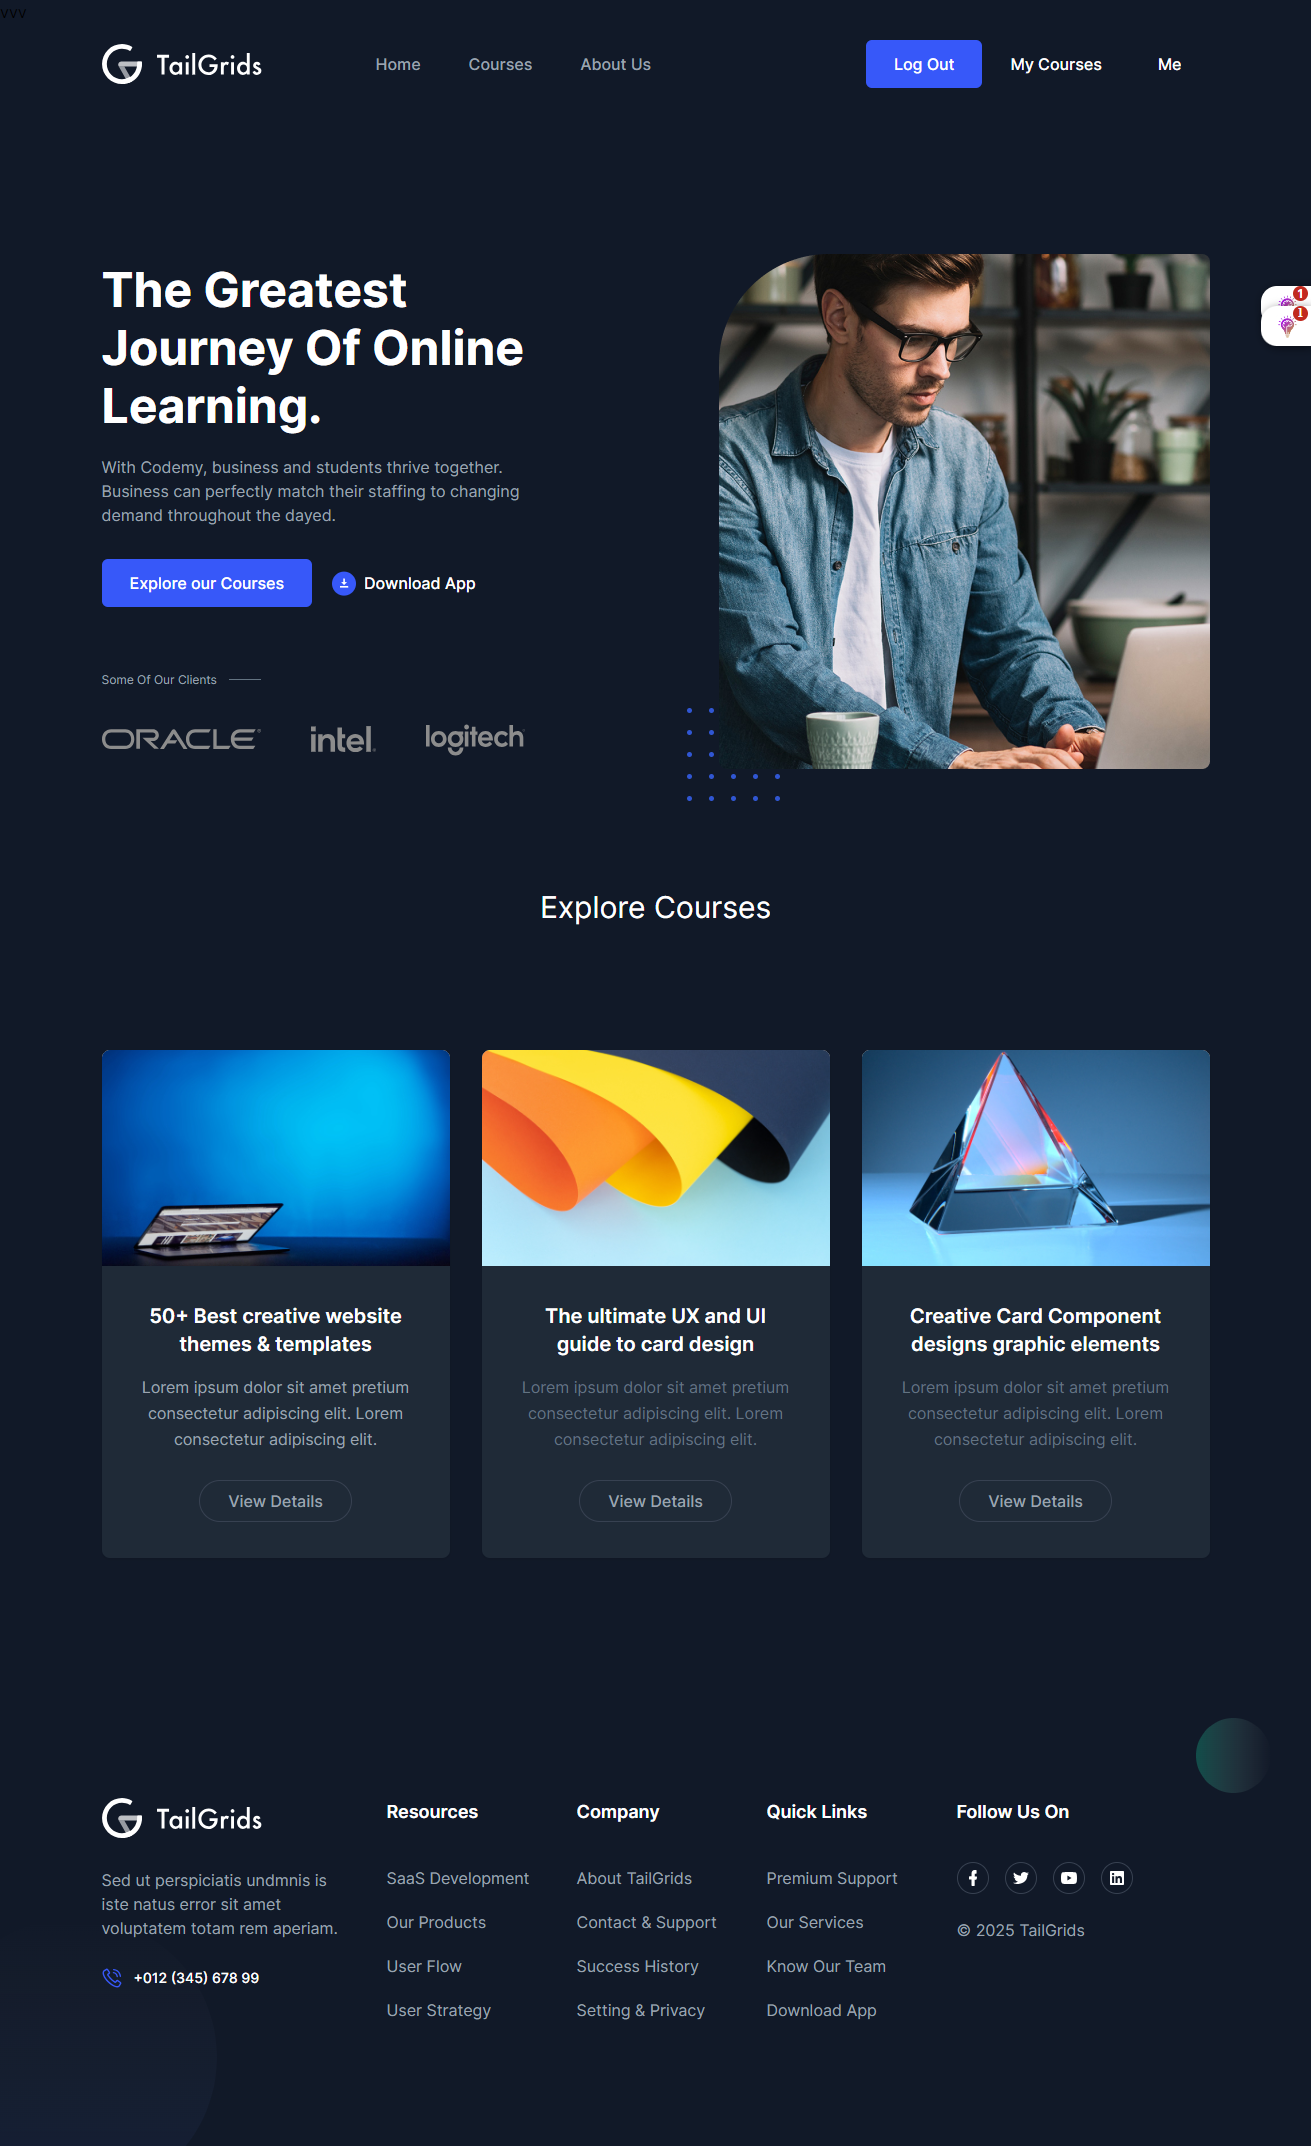 vvv
TailGrids
Home Courses About Us
Log Out My Courses Me
The Greatest
Journey Of Online
Learning.
With Codemy, business and students thrive together.
Business can perfectly match their staffing to changing
demand throughout the dayed.
Explore our Courses Download App
Some Of Our Clients
ORACLE intel. logitech
1
1
Explore Courses
50+ Best creative website
themes & templates
Lorem ipsum dolor sit amet pretium
consectetur adipiscing elit. Lorem
consectetur adipiscing elit.
View Details
The ultimate UX and UI
guide to card design
Lorem ipsum dolor sit amet pretium
consectetur adipiscing elit. Lorem
consectetur adipiscing elit.
View Details
Creative Card Component
designs graphic elements
Lorem ipsum dolor sit amet pretium
consectetur adipiscing elit. Lorem
consectetur adipiscing elit.
View Details
TailGrids
Sed ut perspiciatis undmnis is
iste natus error sit amet
voluptatem totam rem aperiam.
+012 (345) 678 99
Resources
SaaS Development
Our Products
User Flow
User Strategy
Company
About TailGrids
Contact & Support
Success History
Setting & Privacy
Quick Links
Premium Support
Our Services
Know Our Team
Download App
Follow Us On
© 2025 TailGrids